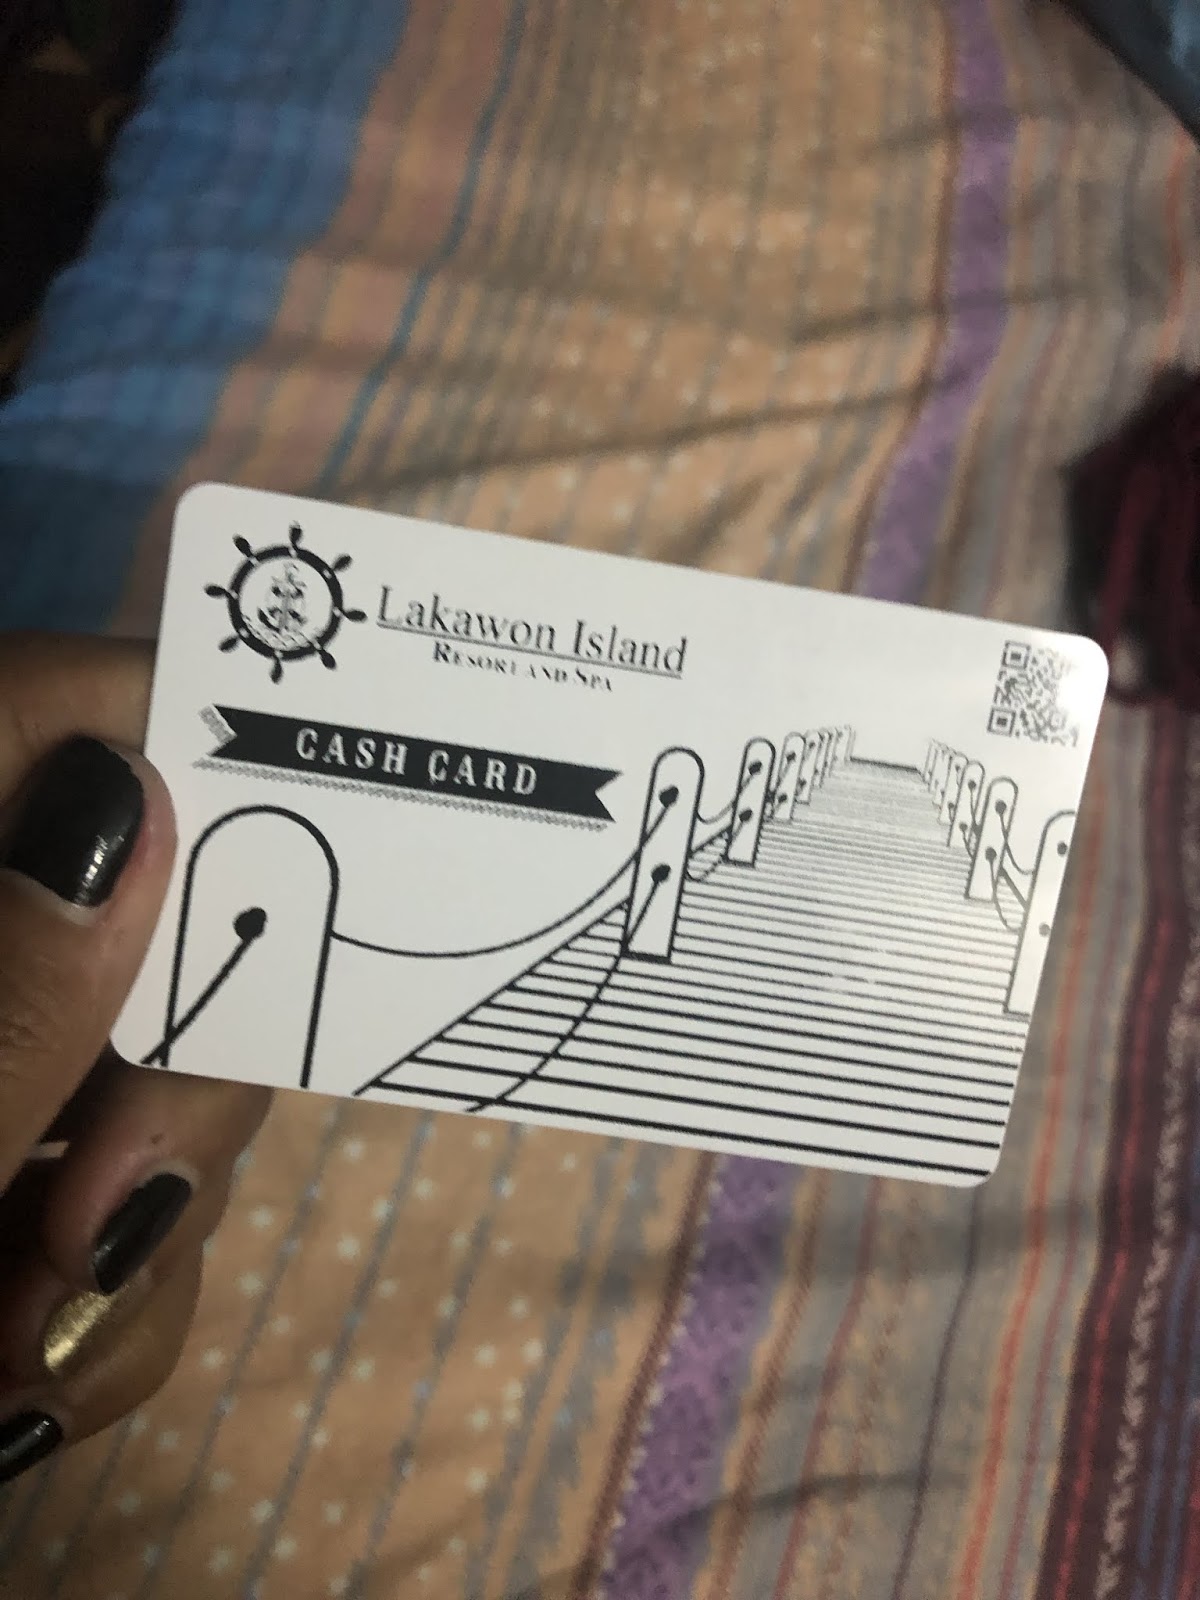 Lakawon Island
RESORT AND SPA
CASH CARD